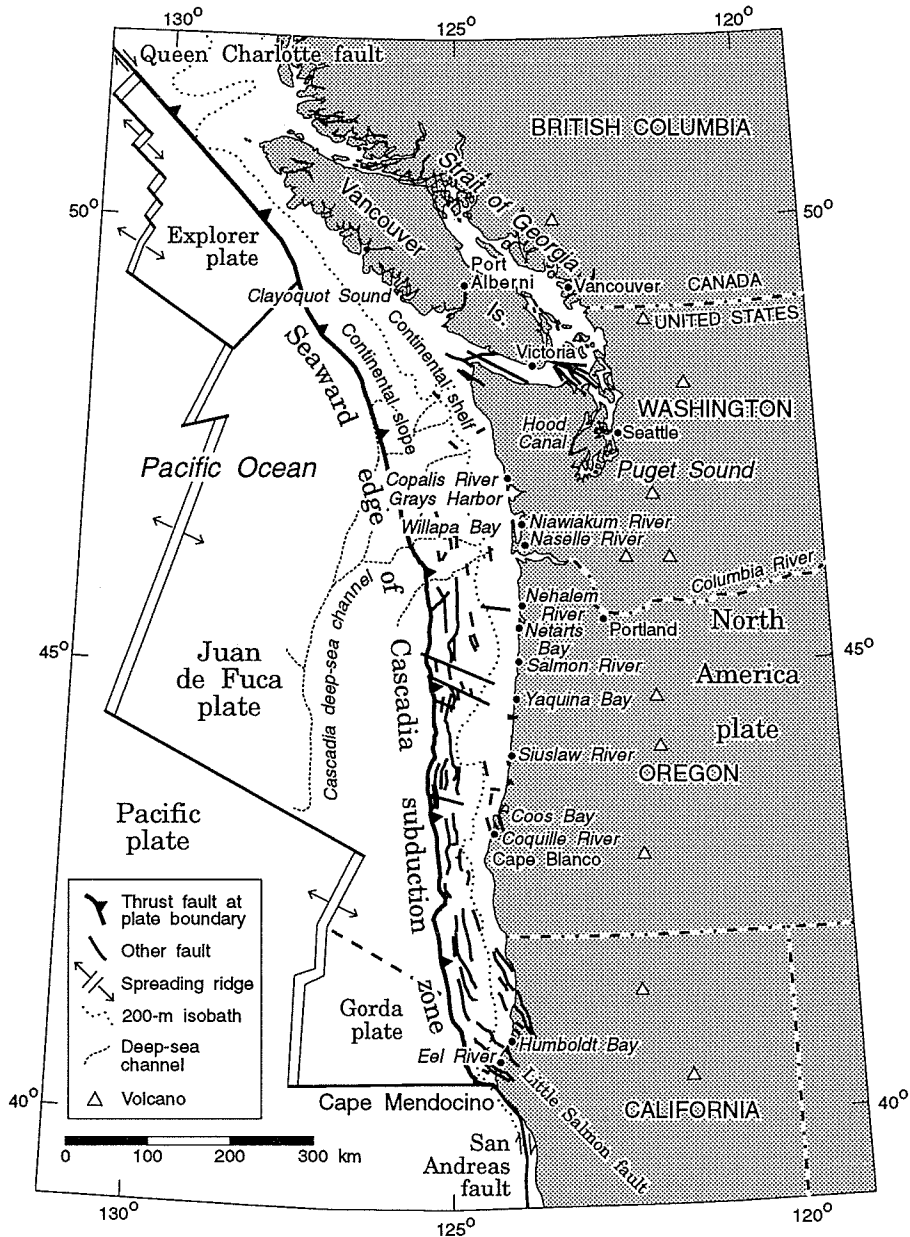 130°
125°
120°
Queen Charlotte fault
BRITISH COLUMBIA
Strait of Georgia
Vancouver
Is.
50°
50°
Explorer
plate
Port
Alberni
Vancouver
CANADA
UNITED STATES
Clayoquot Sound
Victoria
Continental shelf
Continental slope
WASHINGTON
Hood
Canal
Seattle
Puget Sound
Pacific Ocean
Seaward
edge
of
Cascadia
subduction
zone
Copalis River
Grays Harbor
Willapa Bay
Niawiakum River
Naselle River
Columbia River
Cascadia deep-sea channel
Nehalem
River
Netarts
Bay
Portland
North
America
plate
45°
45°
Juan
de Fuca
plate
Salmon River
Yaquina Bay
Siuslaw River
OREGON
Pacific
plate
Coos Bay
Coquille River
Cape Blanco
Thrust fault at
plate boundary
Other fault
Spreading ridge
200-m isobath
Deep-sea
channel
Volcano
Gorda
plate
Eel River
Humboldt Bay
Little Salmon fault
40°
40°
Cape Mendocino
CALIFORNIA
San
Andreas
fault
0 100 200 300 km
130°
125°
120°